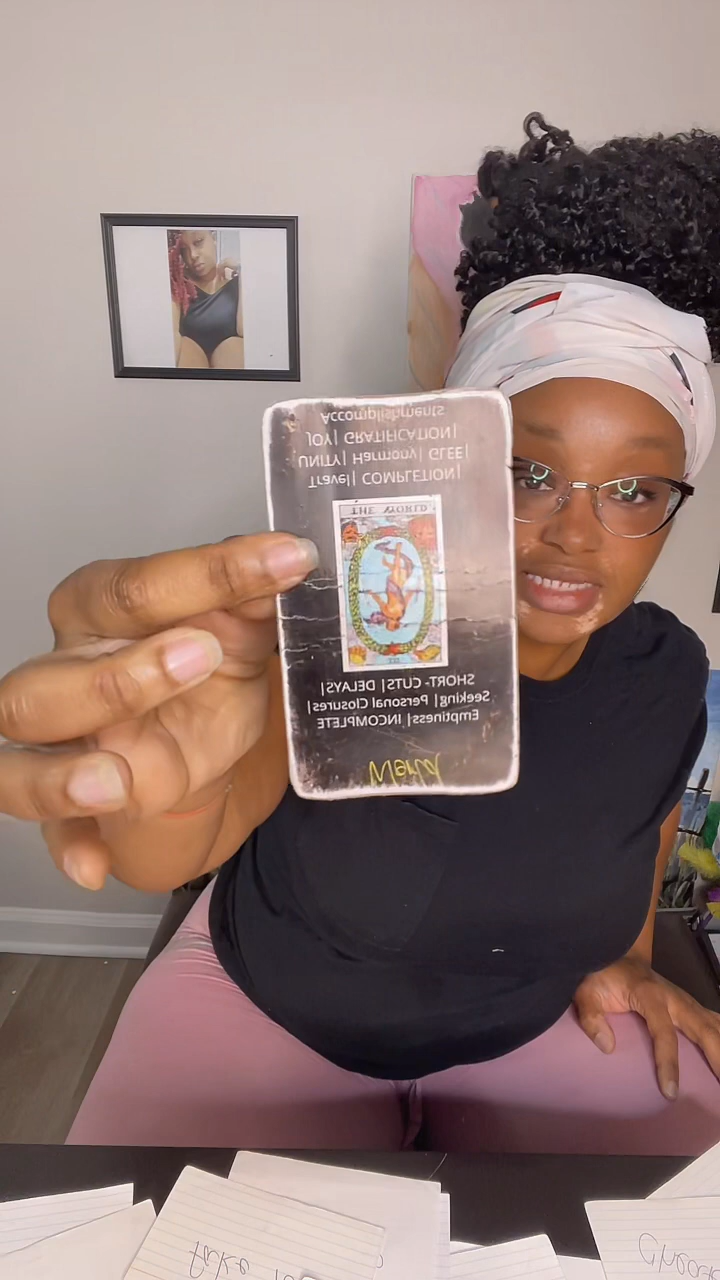 Travel| COMPLETION|
UNITY| Harmony| GLEE|
JOY| GRATIFICATION|
Accomplishments
THE WORLD
SHORT-CUTS| DELAYS|
Seeking| Personal Closures|
Emptiness| INCOMPLETE
World
take